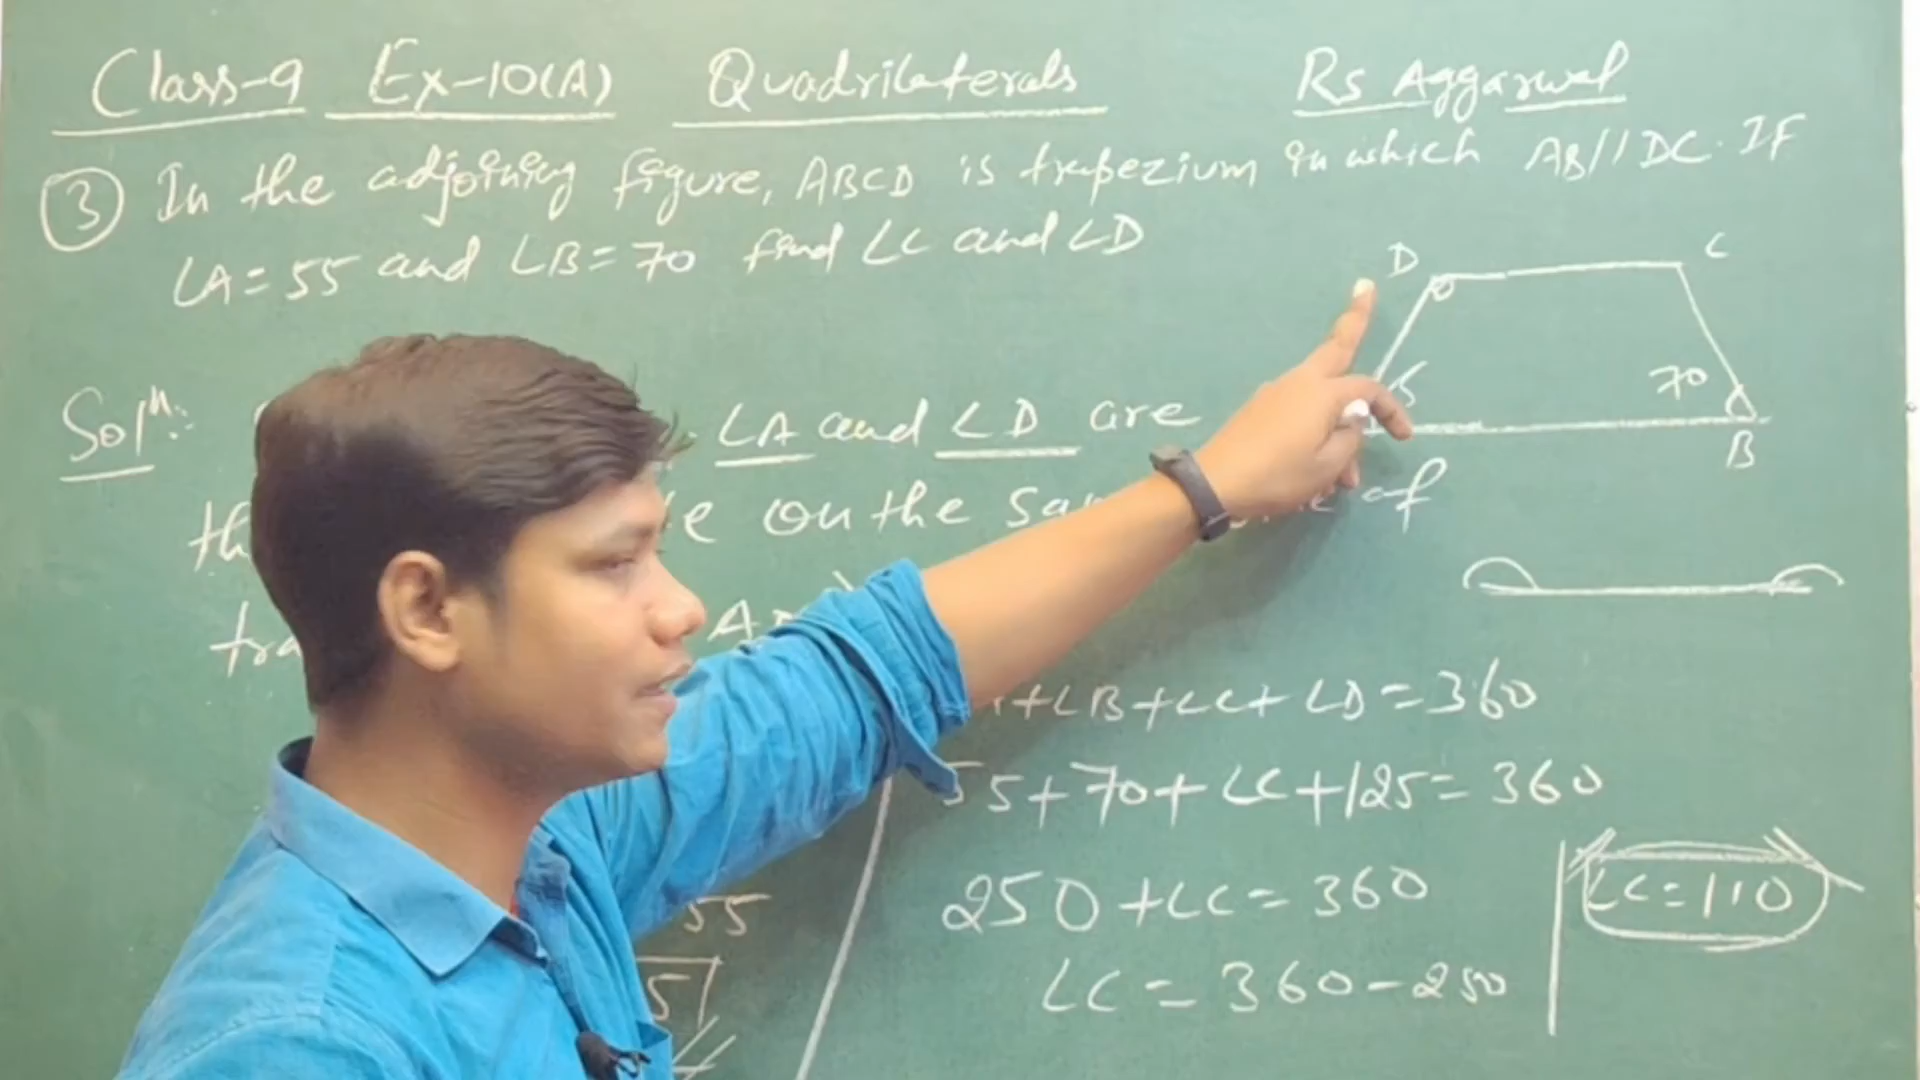 Class-9 Ex-10(A) Quadrilaterals Rs Aggarwal
③ In the adjoining figure, ABCD is trapezium in which AB//DC. IF
∠A=55 and ∠B=70 find ∠C and ∠D
D C
70
B
Solⁿ: ∠A and ∠D are
on the of
+∠B+∠C+∠D=360
55+70+∠C+125=360
250+∠C=360
∠C=110
∠C=360-250
55
5